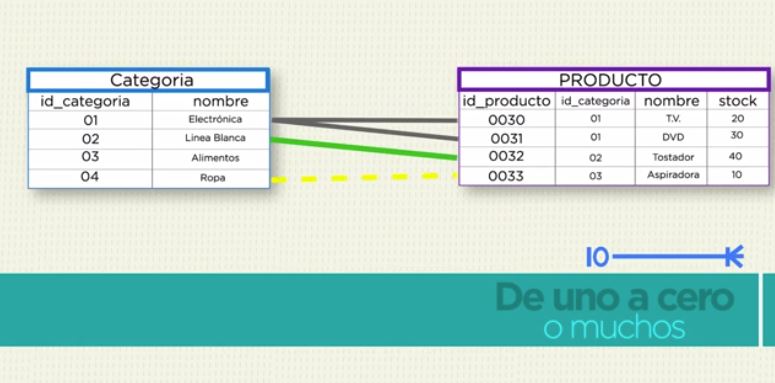 Categoria
id_categoria nombre
01 Electrónica
02 Linea Blanca
03 Alimentos
04 Ropa
PRODUCTO
id_producto id_categoria nombre stock
0030 01 T.V. 20
0031 01 DVD 30
0032 02 Tostador 40
0033 03 Aspiradora 10
De uno a cero
o muchos